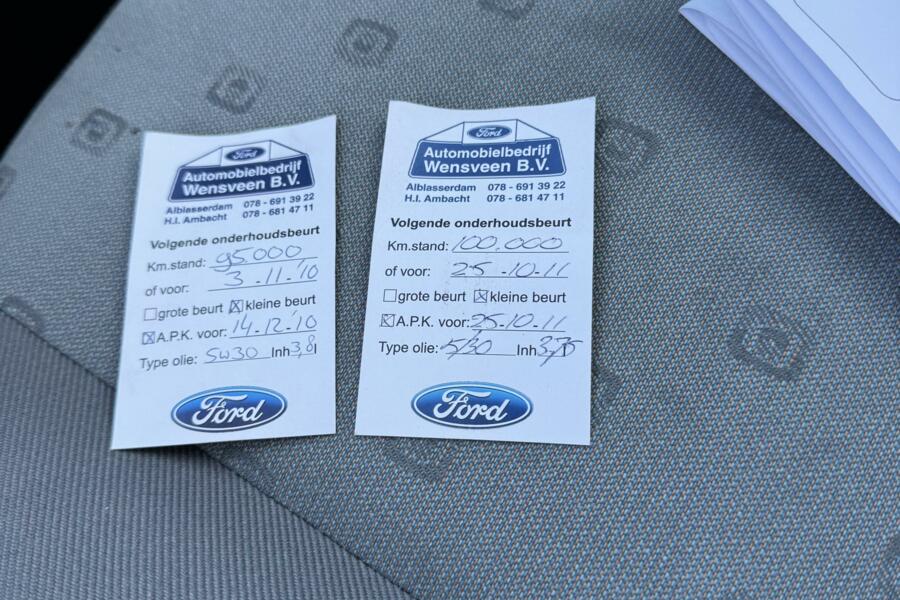 Ford
Automobielbedrijf
Wensveen B.V.
Alblasserdam 078 - 691 39 22
H.I. Ambacht 078 - 681 47 11
Volgende onderhoudsbeurt
Km.stand: 95.000
of voor: 3-11-'10
☐ grote beurt ☒ kleine beurt
☒ A.P.K. voor: 14-12-'10
Type olie: 5W30 Inh 3,8 l
Ford
Ford
Automobielbedrijf
Wensveen B.V.
Alblasserdam 078 - 691 39 22
H.I. Ambacht 078 - 681 47 11
Volgende onderhoudsbeurt
Km.stand: 100.000
of voor: 25-10-11
☐ grote beurt ☒ kleine beurt
☒ A.P.K. voor: 25-10-11
Type olie: 5/30 Inh 3,75
Ford